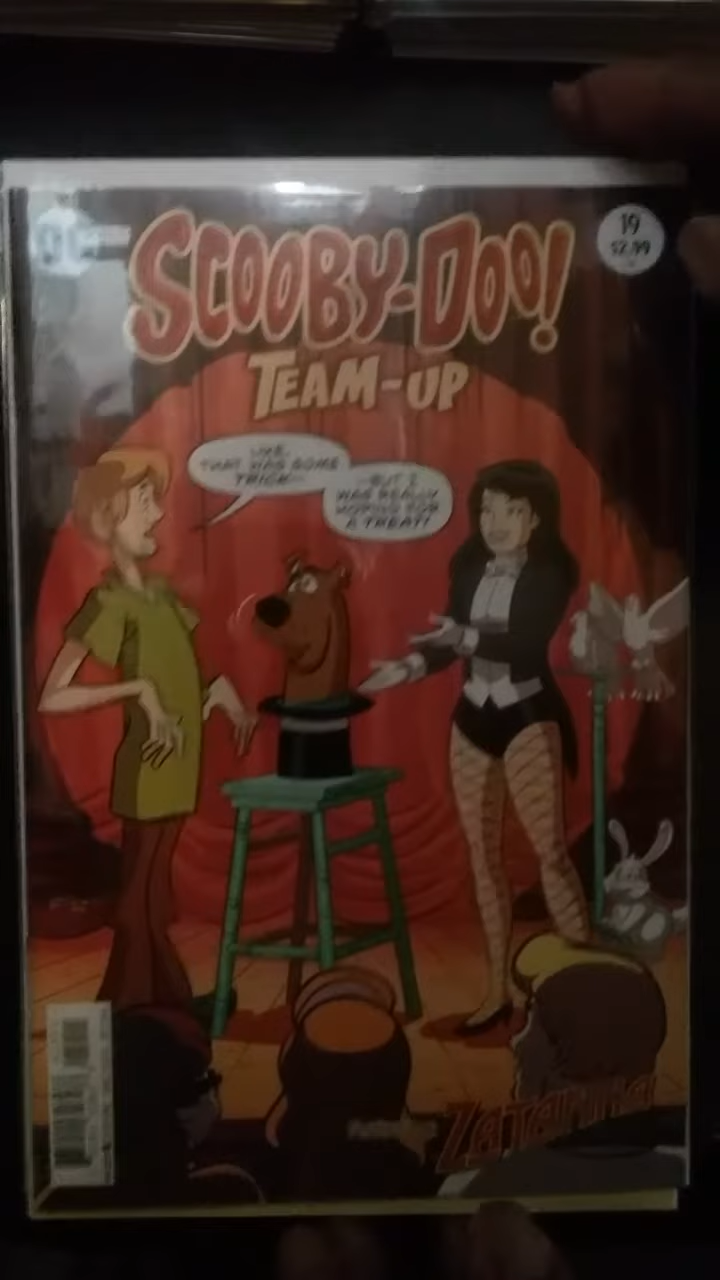 DC
19
$2.99
SCOOBY-DOO!
TEAM-UP
LIKE,
THAT WAS SOME
TRICK--
--BUT I
WAS REALLY
HOPING FOR
A TREAT!
ZATANNA